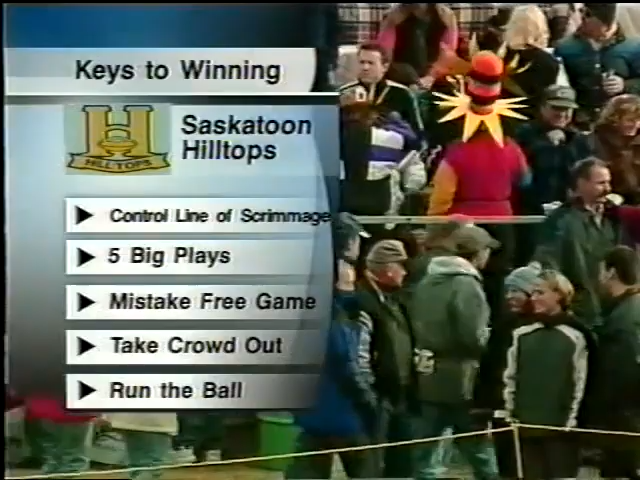 Keys to Winning
Saskatoon
Hilltops
HILLTOPS
Control Line of Scrimmage
5 Big Plays
Mistake Free Game
Take Crowd Out
Run the Ball